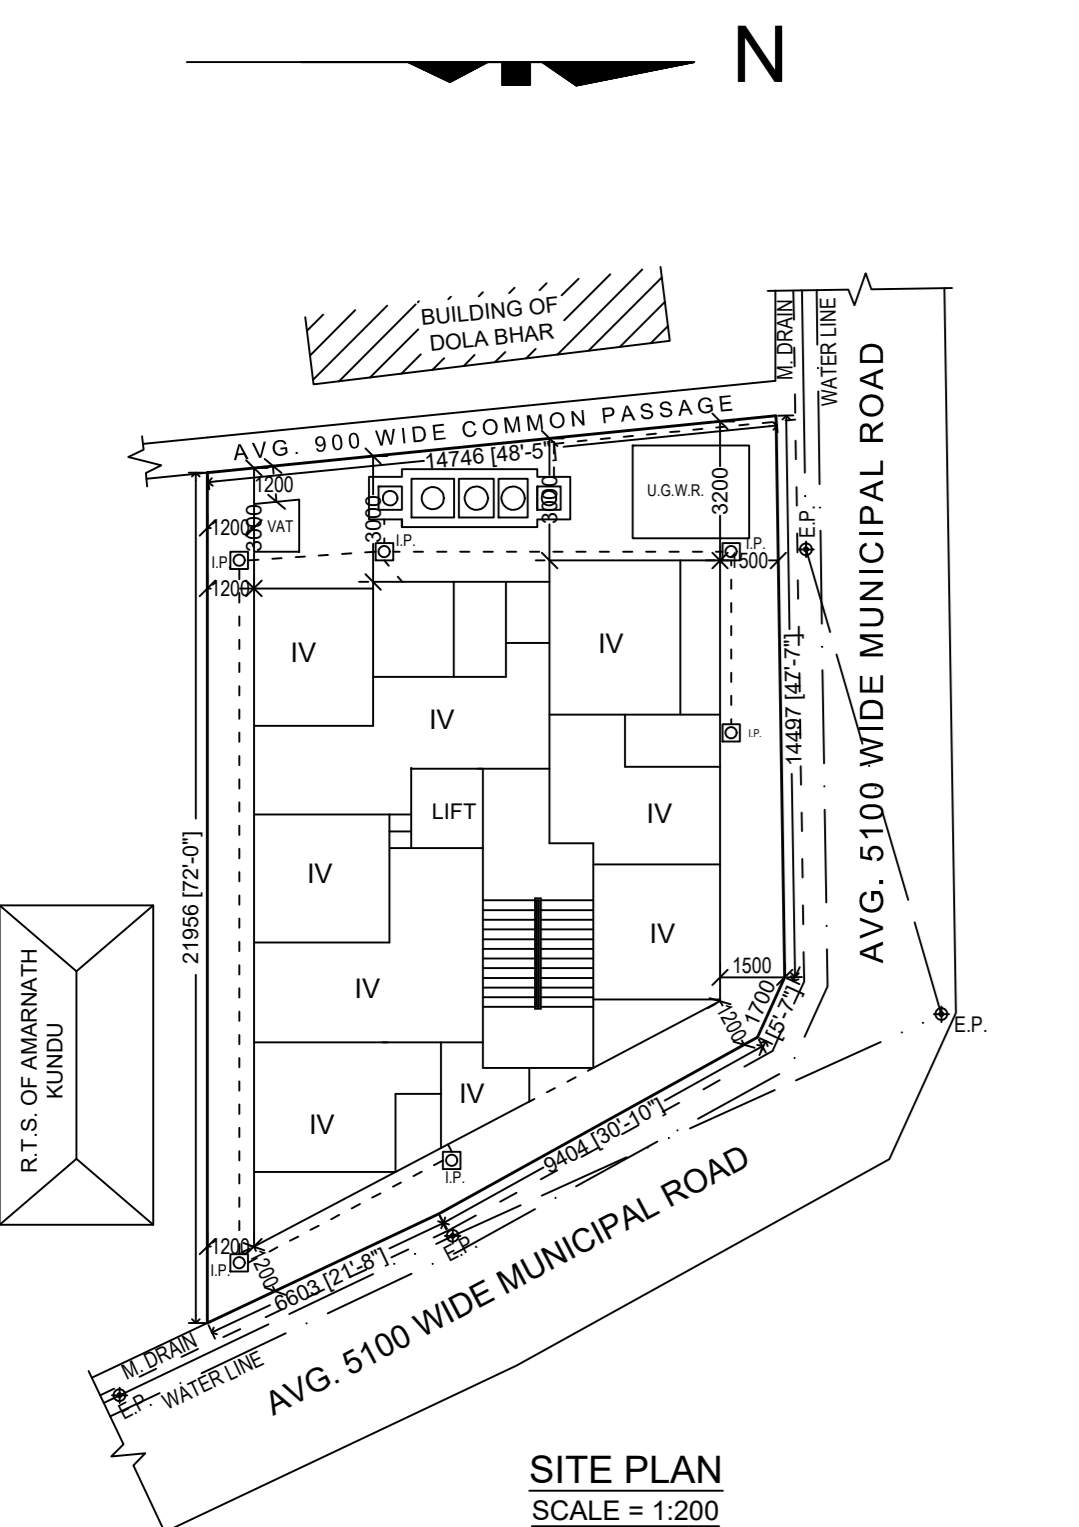 N
BUILDING OF
DOLA BHAR
M. DRAIN
WATER LINE
AVG. 5100 WIDE MUNICIPAL ROAD
AVG. 900 WIDE COMMON PASSAGE
14746 [48'-5"]
1200
1200
3000
VAT
3000
3000
U.G.W.R.
3200
E.P.
I.P.
I.P.
I.P.
1500
1200
IV
IV
IV
14497 [47'-7"]
I.P.
LIFT
IV
IV
21956 [72'-0"]
IV
IV
R.T.S. OF AMARNATH
KUNDU
1500
1700
[5'-7"]
1200
E.P.
IV
IV
9404 [30'-10"]
I.P.
E.P.
1200
I.P.
1200
6603 [21'-8"]
AVG. 5100 WIDE MUNICIPAL ROAD
M. DRAIN
WATER LINE
E.P.
SITE PLAN
SCALE = 1:200